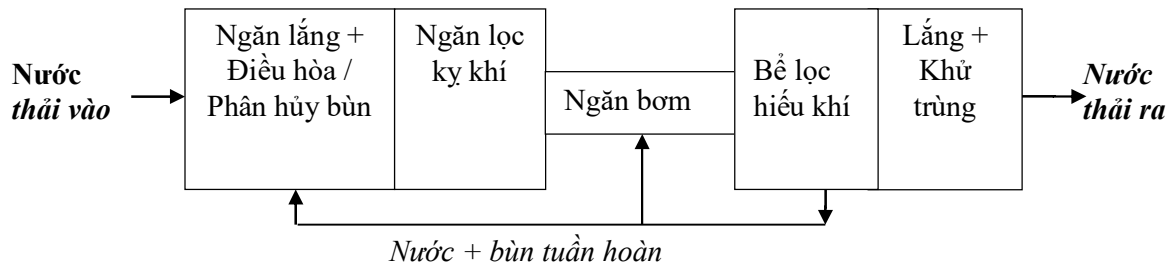 Nước
thải vào
Ngăn lắng +
Điều hòa /
Phân hủy bùn
Ngăn lọc
kỵ khí
Ngăn bơm
Bể lọc
hiếu khí
Lắng +
Khử
trùng
Nước
thải ra
Nước + bùn tuần hoàn